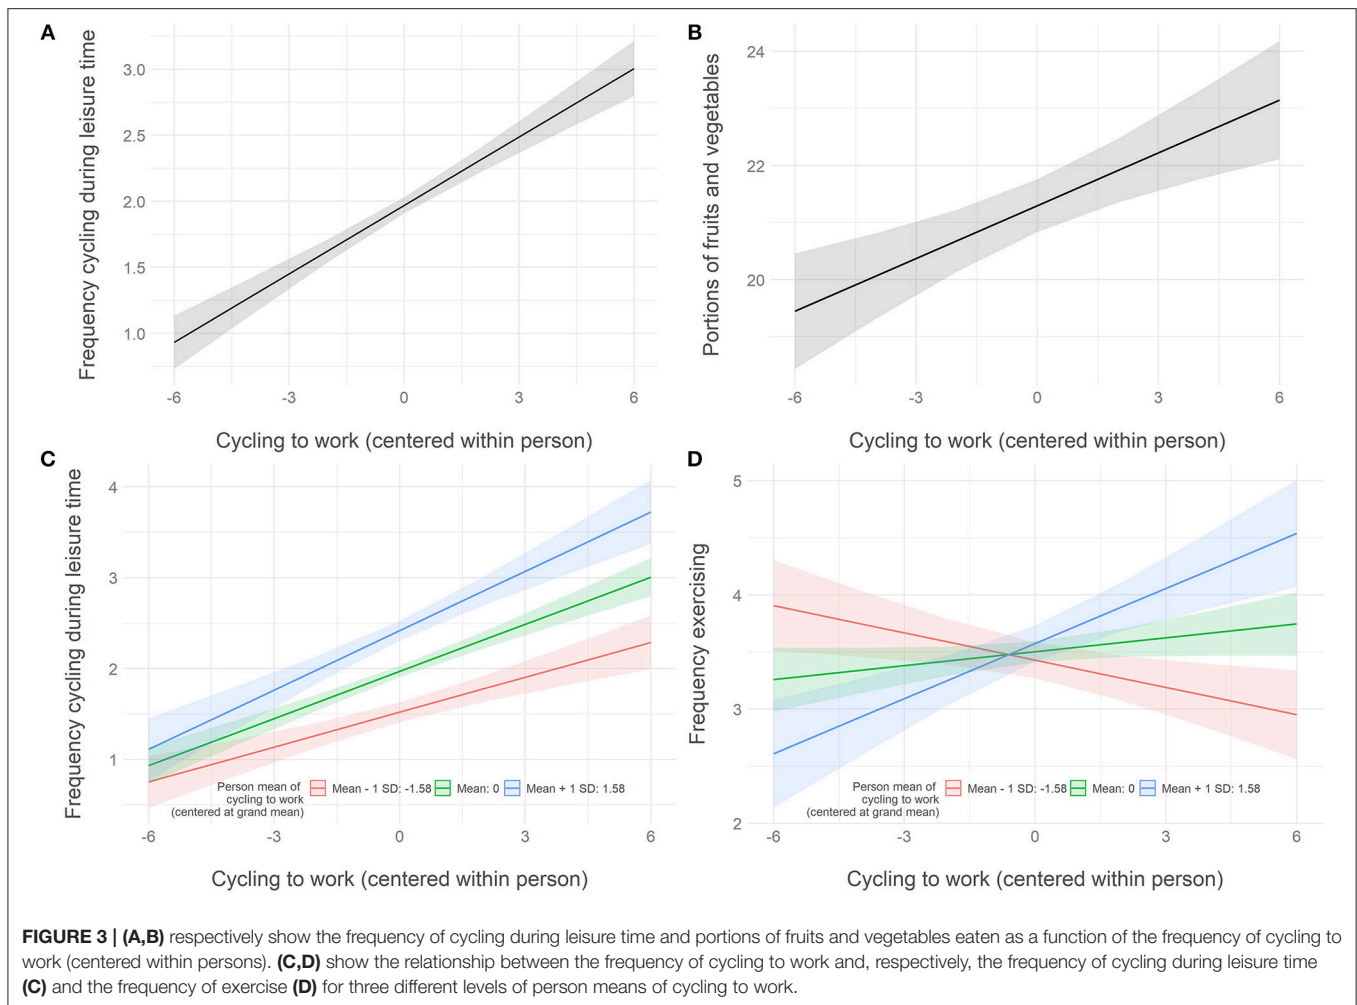 A
Frequency cycling during leisure time
3.0
2.5
2.0
1.5
1.0
-6 -3 0 3 6
Cycling to work (centered within person)
B
Portions of fruits and vegetables
24
22
20
-6 -3 0 3 6
Cycling to work (centered within person)
C
Frequency cycling during leisure time
4
3
2
1
Person mean of
cycling to work
(centered at grand mean)
Mean - 1 SD: -1.58 Mean: 0 Mean + 1 SD: 1.58
-6 -3 0 3 6
Cycling to work (centered within person)
D
Frequency exercising
5
4
3
2
Person mean of
cycling to work
(centered at grand mean)
Mean - 1 SD: -1.58 Mean: 0 Mean + 1 SD: 1.58
-6 -3 0 3 6
Cycling to work (centered within person)
FIGURE 3 | (A,B) respectively show the frequency of cycling during leisure time and portions of fruits and vegetables eaten as a function of the frequency of cycling to
work (centered within persons). (C,D) show the relationship between the frequency of cycling to work and, respectively, the frequency of cycling during leisure time
(C) and the frequency of exercise (D) for three different levels of person means of cycling to work.